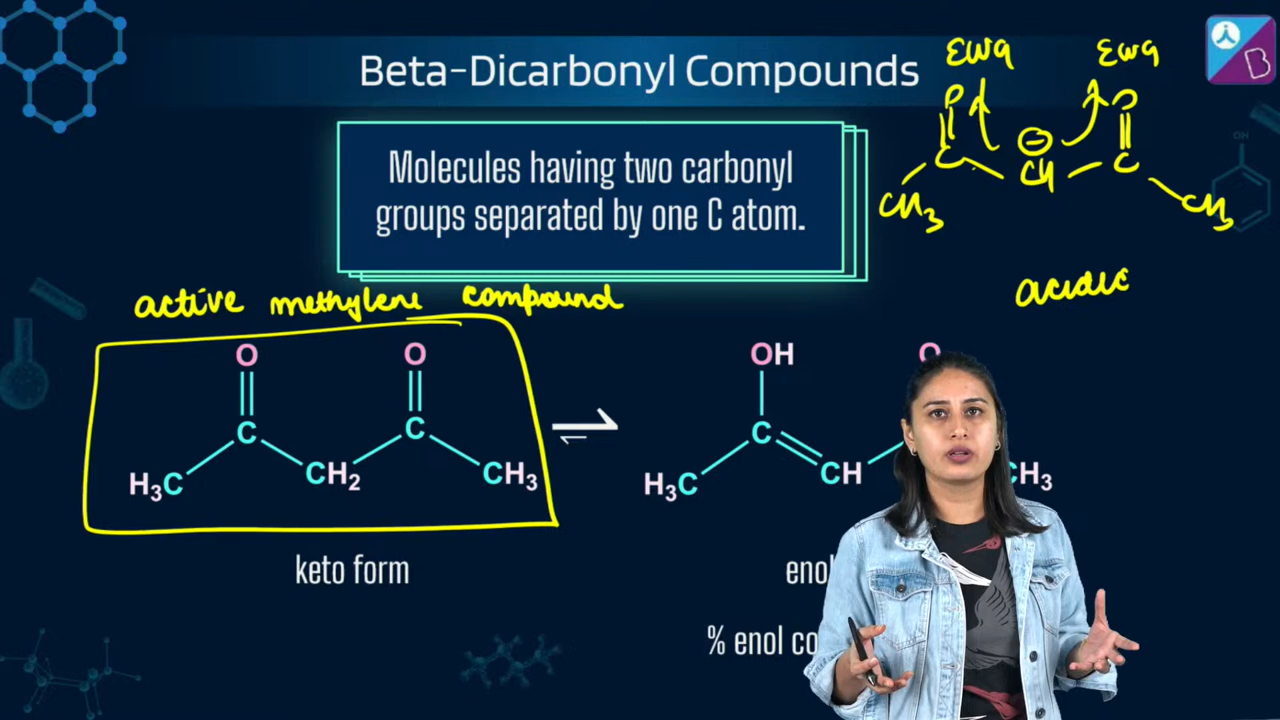 EWG EWG
Beta-Dicarbonyl Compounds
O O
C CH C
CH3 CH3
Molecules having two carbonyl
groups separated by one C atom.
acidic
active methylene compound
O O
C C
H₃C CH₂ CH₃
OH O
C
H₃C CH CH₃
keto form
enol
% enol co
B
OH